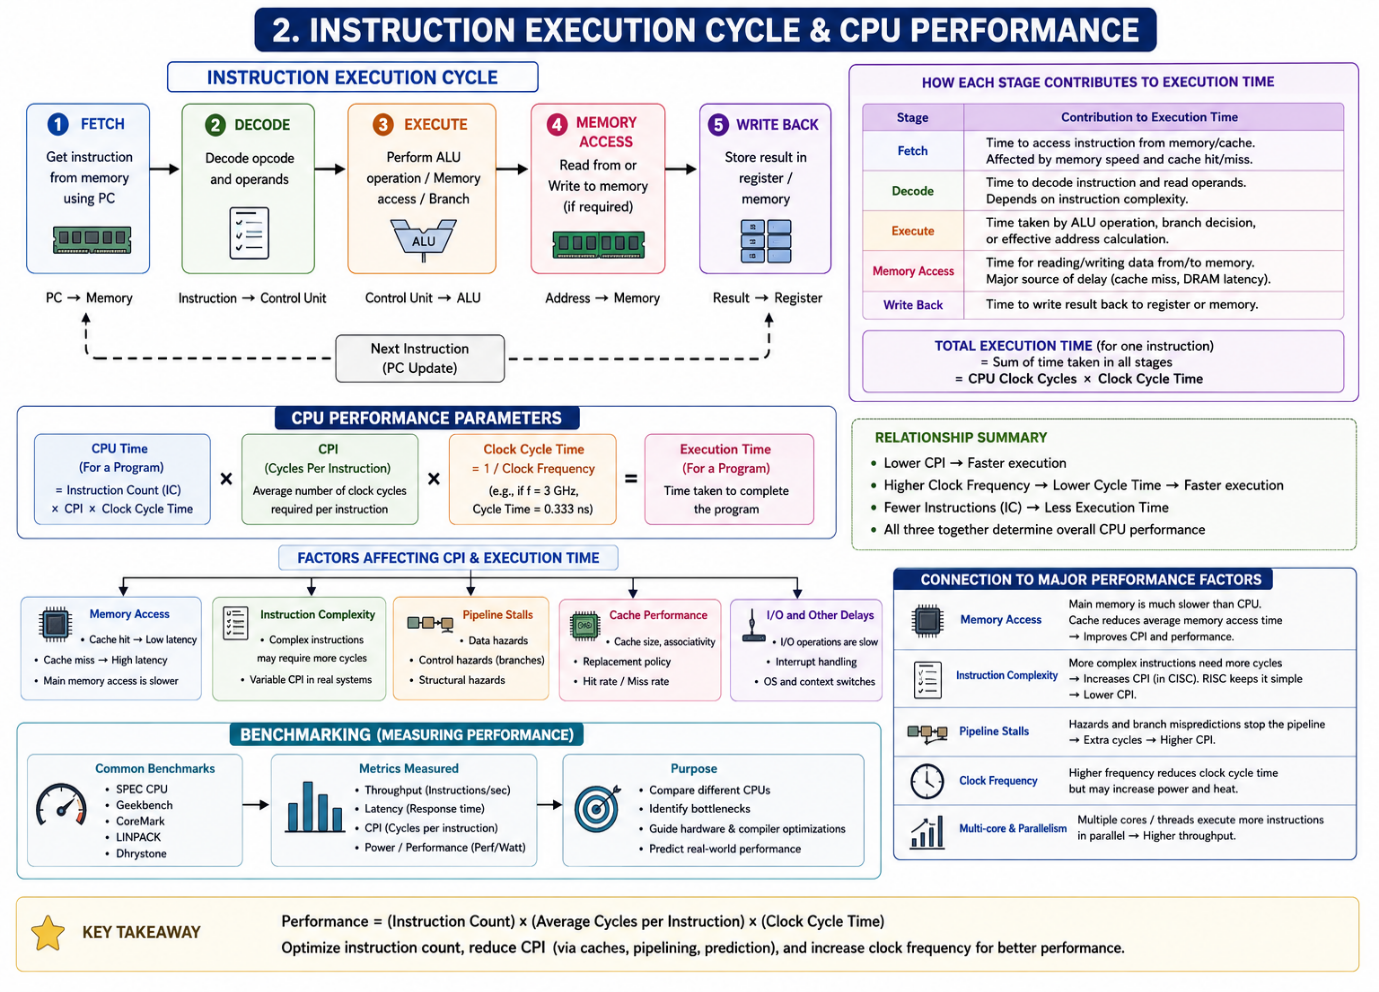 2. INSTRUCTION EXECUTION CYCLE & CPU PERFORMANCE
INSTRUCTION EXECUTION CYCLE
1 FETCH
Get instruction
from memory
using PC
PC → Memory
2 DECODE
Decode opcode
and operands
Instruction → Control Unit
3 EXECUTE
Perform ALU
operation / Memory
access / Branch
ALU
Control Unit → ALU
4 MEMORY
ACCESS
Read from or
Write to memory
(if required)
Address → Memory
5 WRITE BACK
Store result in
register /
memory
Result → Register
Next Instruction
(PC Update)
HOW EACH STAGE CONTRIBUTES TO EXECUTION TIME
Stage Contribution to Execution Time
Fetch
Time to access instruction from memory/cache.
Affected by memory speed and cache hit/miss.
Decode
Time to decode instruction and read operands.
Depends on instruction complexity.
Execute
Time taken by ALU operation, branch decision,
or effective address calculation.
Memory Access
Time for reading/writing data from/to memory.
Major source of delay (cache miss, DRAM latency).
Write Back
Time to write result back to register or memory.
TOTAL EXECUTION TIME (for one instruction)
= Sum of time taken in all stages
= CPU Clock Cycles × Clock Cycle Time
CPU PERFORMANCE PARAMETERS
CPU Time
(For a Program)
= Instruction Count (IC)
× CPI × Clock Cycle Time
×
CPI
(Cycles Per Instruction)
Average number of clock cycles
required per instruction
×
Clock Cycle Time
= 1 / Clock Frequency
(e.g., if f = 3 GHz,
Cycle Time = 0.333 ns)
=
Execution Time
(For a Program)
Time taken to complete
the program
RELATIONSHIP SUMMARY
• Lower CPI → Faster execution
• Higher Clock Frequency → Lower Cycle Time → Faster execution
• Fewer Instructions (IC) → Less Execution Time
• All three together determine overall CPU performance
FACTORS AFFECTING CPI & EXECUTION TIME
Memory Access
• Cache hit → Low latency
• Cache miss → High latency
• Main memory access is slower
Instruction Complexity
• Complex instructions
may require more cycles
• Variable CPI in real systems
Pipeline Stalls
• Data hazards
• Control hazards (branches)
• Structural hazards
Cache Performance
• Cache size, associativity
• Replacement policy
• Hit rate / Miss rate
I/O and Other Delays
• I/O operations are slow
• Interrupt handling
• OS and context switches
CONNECTION TO MAJOR PERFORMANCE FACTORS
Memory Access
Main memory is much slower than CPU.
Cache reduces average memory access time
→ Improves CPI and performance.
Instruction Complexity
More complex instructions need more cycles
→ Increases CPI (in CISC). RISC keeps it simple
→ Lower CPI.
Pipeline Stalls
Hazards and branch mispredictions stop the pipeline
→ Extra cycles → Higher CPI.
Clock Frequency
Higher frequency reduces clock cycle time
but may increase power and heat.
Multi-core & Parallelism
Multiple cores / threads execute more instructions
in parallel → Higher throughput.
BENCHMARKING (MEASURING PERFORMANCE)
Common Benchmarks
• SPEC CPU
• Geekbench
• CoreMark
• LINPACK
• Dhrystone
Metrics Measured
• Throughput (Instructions/sec)
• Latency (Response time)
• CPI (Cycles per instruction)
• Power / Performance (Perf/Watt)
Purpose
• Compare different CPUs
• Identify bottlenecks
• Guide hardware & compiler optimizations
• Predict real-world performance
KEY TAKEAWAY
Performance = (Instruction Count) × (Average Cycles per Instruction) × (Clock Cycle Time)
Optimize instruction count, reduce CPI (via caches, pipelining, prediction), and increase clock frequency for better performance.